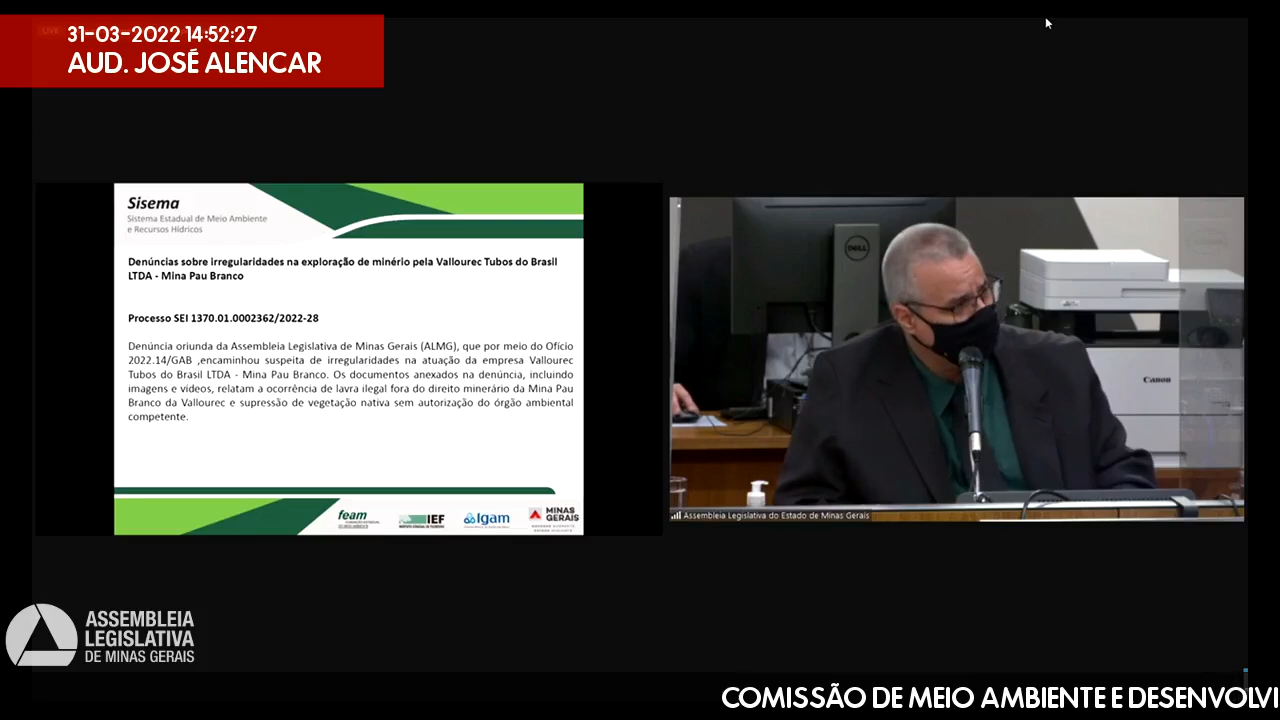 LIVE
31-03-2022 14:52:27
AUD. JOSÉ ALENCAR
Sisema
Sistema Estadual de Meio Ambiente
e Recursos Hídricos
Denúncias sobre irregularidades na exploração de minério pela Vallourec Tubos do Brasil
LTDA - Mina Pau Branco
Processo SEI 1370.01.0002362/2022-28
Denúncia oriunda da Assembleia Legislativa de Minas Gerais (ALMG), que por meio do Ofício
2022.14/GAB ,encaminhou suspeita de irregularidades na atuação da empresa Vallourec
Tubos do Brasil LTDA - Mina Pau Branco. Os documentos anexados na denúncia, incluindo
imagens e vídeos, relatam a ocorrência de lavra ilegal fora do direito minerário da Mina Pau
Branco da Vallourec e supressão de vegetação nativa sem autorização do órgão ambiental
competente.
feam
IEF
Igam
MINAS
GERAIS
DELL
Canon
Assembleia Legislativa do Estado de Minas Gerais
ASSEMBLEIA
LEGISLATIVA
DE MINAS GERAIS
COMISSÃO DE MEIO AMBIENTE E DESENVOLVI